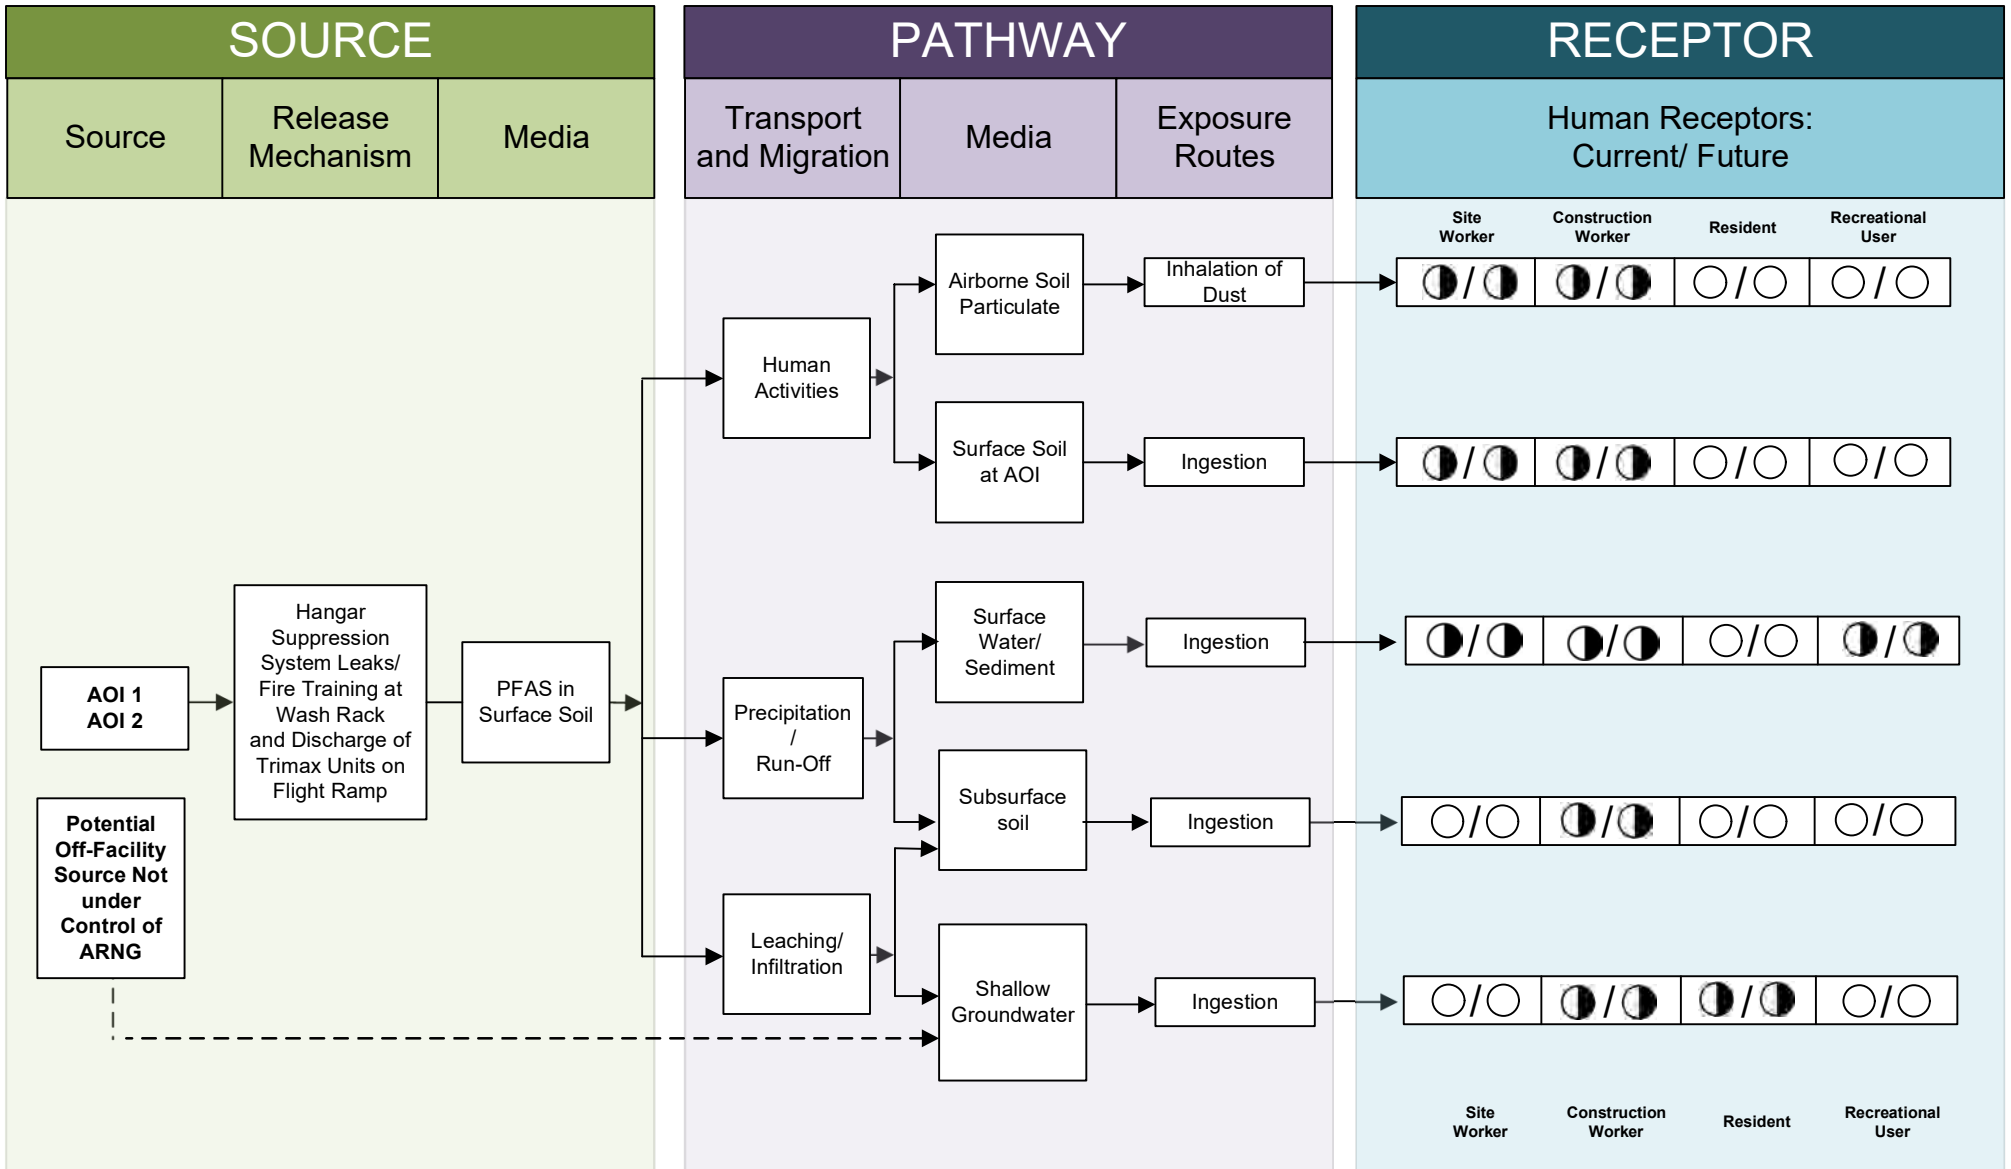 SOURCE
PATHWAY
RECEPTOR
Source
Release
Mechanism
Media
Transport
and Migration
Media
Exposure
Routes
Human Receptors:
Current/ Future
Site
Worker
Construction
Worker
Resident
Recreational
User
Airborne Soil
Particulate
Inhalation of
Dust
/
/
/
/
Human
Activities
Surface Soil
at AOI
Ingestion
/
/
/
/
Hangar
Suppression
System Leaks/
Fire Training at
Wash Rack
and Discharge of
Trimax Units on
Flight Ramp
AOI 1
AOI 2
PFAS in
Surface Soil
Surface
Water/
Sediment
Ingestion
/
/
/
/
Precipitation
/
Run-Off
Subsurface
soil
Ingestion
/
/
/
/
Potential
Off-Facility
Source Not
under
Control of
ARNG
Leaching/
Infiltration
Shallow
Groundwater
Ingestion
/
/
/
/
Site
Worker
Construction
Worker
Resident
Recreational
User